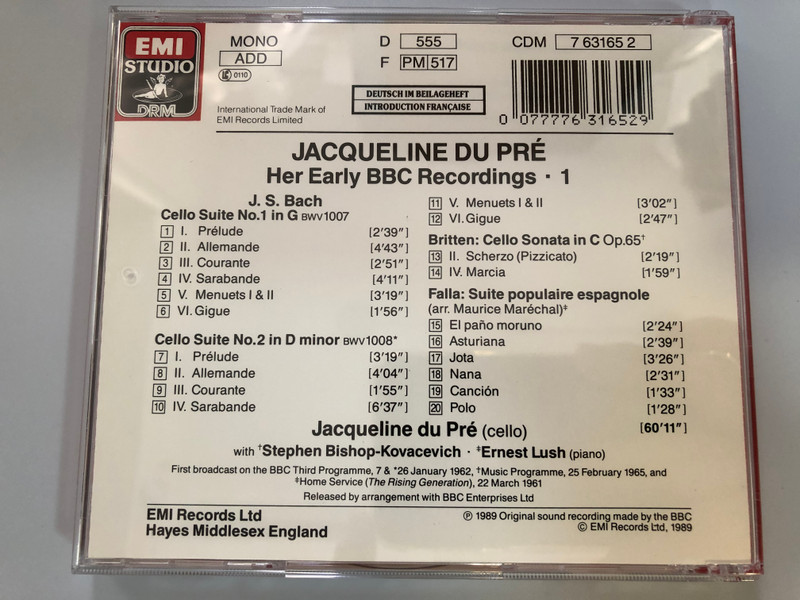 EMI
STUDIO
DRM
MONO
ADD
LC 0110
International Trade Mark of
EMI Records Limited
D 555
F PM 517
DEUTSCH IM BEILAGEHEFT
INTRODUCTION FRANÇAISE
CDM 7 63165 2
0 077776 316529
JACQUELINE DU PRÉ
Her Early BBC Recordings · 1
J. S. Bach
Cello Suite No.1 in G BWV1007
1 I. Prélude [2'39"]
2 II. Allemande [4'43"]
3 III. Courante [2'51"]
4 IV. Sarabande [4'11"]
5 V. Menuets I & II [3'19"]
6 VI. Gigue [1'56"]
Cello Suite No.2 in D minor BWV1008*
7 I. Prélude [3'19"]
8 II. Allemande [4'04"]
9 III. Courante [1'55"]
10 IV. Sarabande [6'37"]
11 V. Menuets I & II [3'02"]
12 VI. Gigue [2'47"]
Britten: Cello Sonata in C Op.65†
13 II. Scherzo (Pizzicato) [2'19"]
14 IV. Marcia [1'59"]
Falla: Suite populaire espagnole
(arr. Maurice Maréchal)‡
15 El paño moruno [2'24"]
16 Asturiana [2'39"]
17 Jota [3'26"]
18 Nana [2'31"]
19 Canción [1'33"]
20 Polo [1'28"]
[60'11"]
Jacqueline du Pré (cello)
with †Stephen Bishop-Kovacevich · ‡Ernest Lush (piano)
First broadcast on the BBC Third Programme, 7 & *26 January 1962, †Music Programme, 25 February 1965, and
‡Home Service (The Rising Generation), 22 March 1961
Released by arrangement with BBC Enterprises Ltd
EMI Records Ltd
Hayes Middlesex England
℗ 1989 Original sound recording made by the BBC
© EMI Records Ltd, 1989